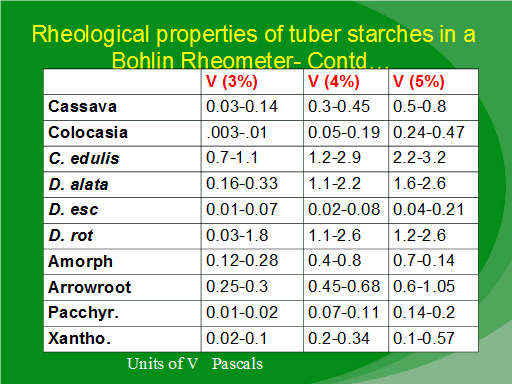 Rheological properties of tuber starches in a
Bohlin Rheometer- Contd…
V (3%) V (4%) V (5%)
Cassava 0.03-0.14 0.3-0.45 0.5-0.8
Colocasia .003-.01 0.05-0.19 0.24-0.47
C. edulis 0.7-1.1 1.2-2.9 2.2-3.2
D. alata 0.16-0.33 1.1-2.2 1.6-2.6
D. esc 0.01-0.07 0.02-0.08 0.04-0.21
D. rot 0.03-1.8 1.1-2.6 1.2-2.6
Amorph 0.12-0.28 0.4-0.8 0.7-0.14
Arrowroot 0.25-0.3 0.45-0.68 0.6-1.05
Pacchyr. 0.01-0.02 0.07-0.11 0.14-0.2
Xantho. 0.02-0.1 0.2-0.34 0.1-0.57
Units of V Pascals